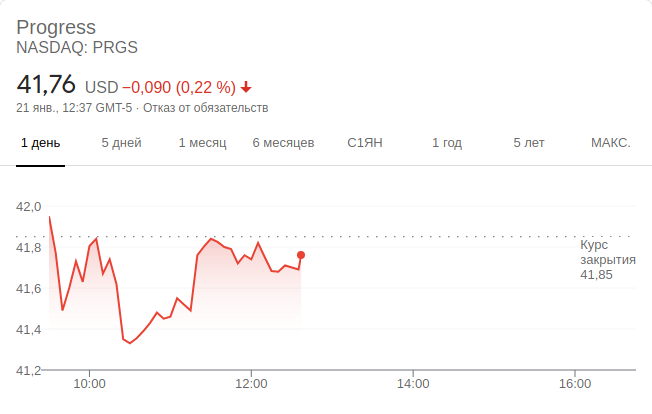 Progress
NASDAQ: PRGS
41,76 USD −0,090 (0,22 %)
21 янв., 12:37 GMT-5 · Отказ от обязательств
1 день 5 дней 1 месяц 6 месяцев С1ЯН 1 год 5 лет МАКС.
42,0
41,8
41,6
41,4
41,2
Курс
закрытия
41,85
10:00 12:00 14:00 16:00